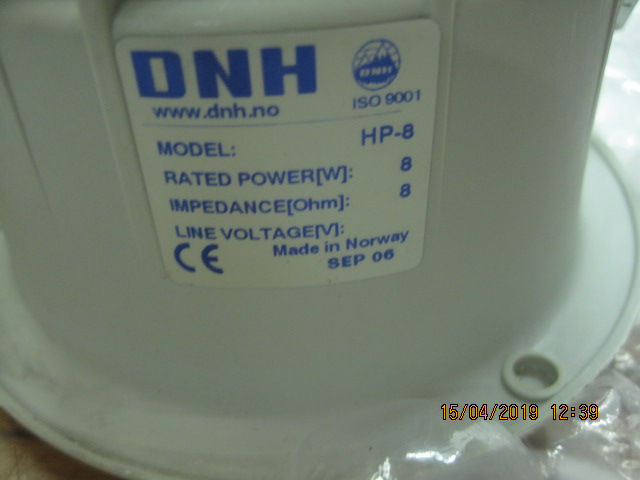 DNH
DNH
www.dnh.no
ISO 9001
MODEL: HP-8
RATED POWER[W]: 8
IMPEDANCE[Ohm]: 8
LINE VOLTAGE[V]:
Made in Norway
CE
SEP 06
15/04/2019 12:39